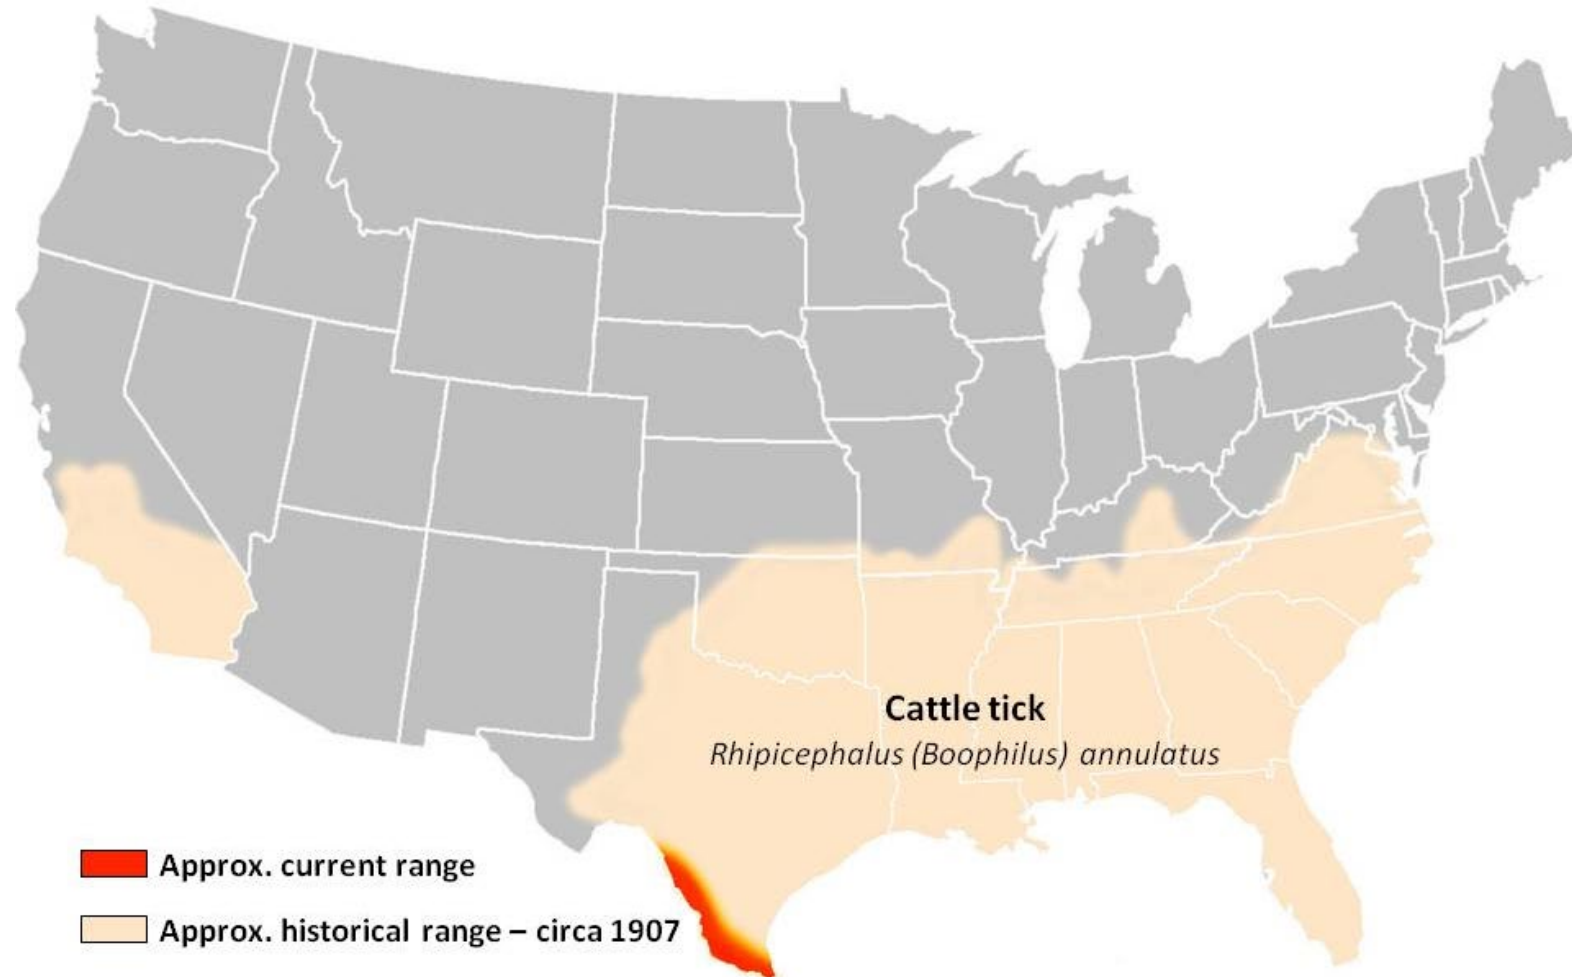 Cattle tick
Rhipicephalus (Boophilus) annulatus
Approx. current range
Approx. historical range – circa 1907